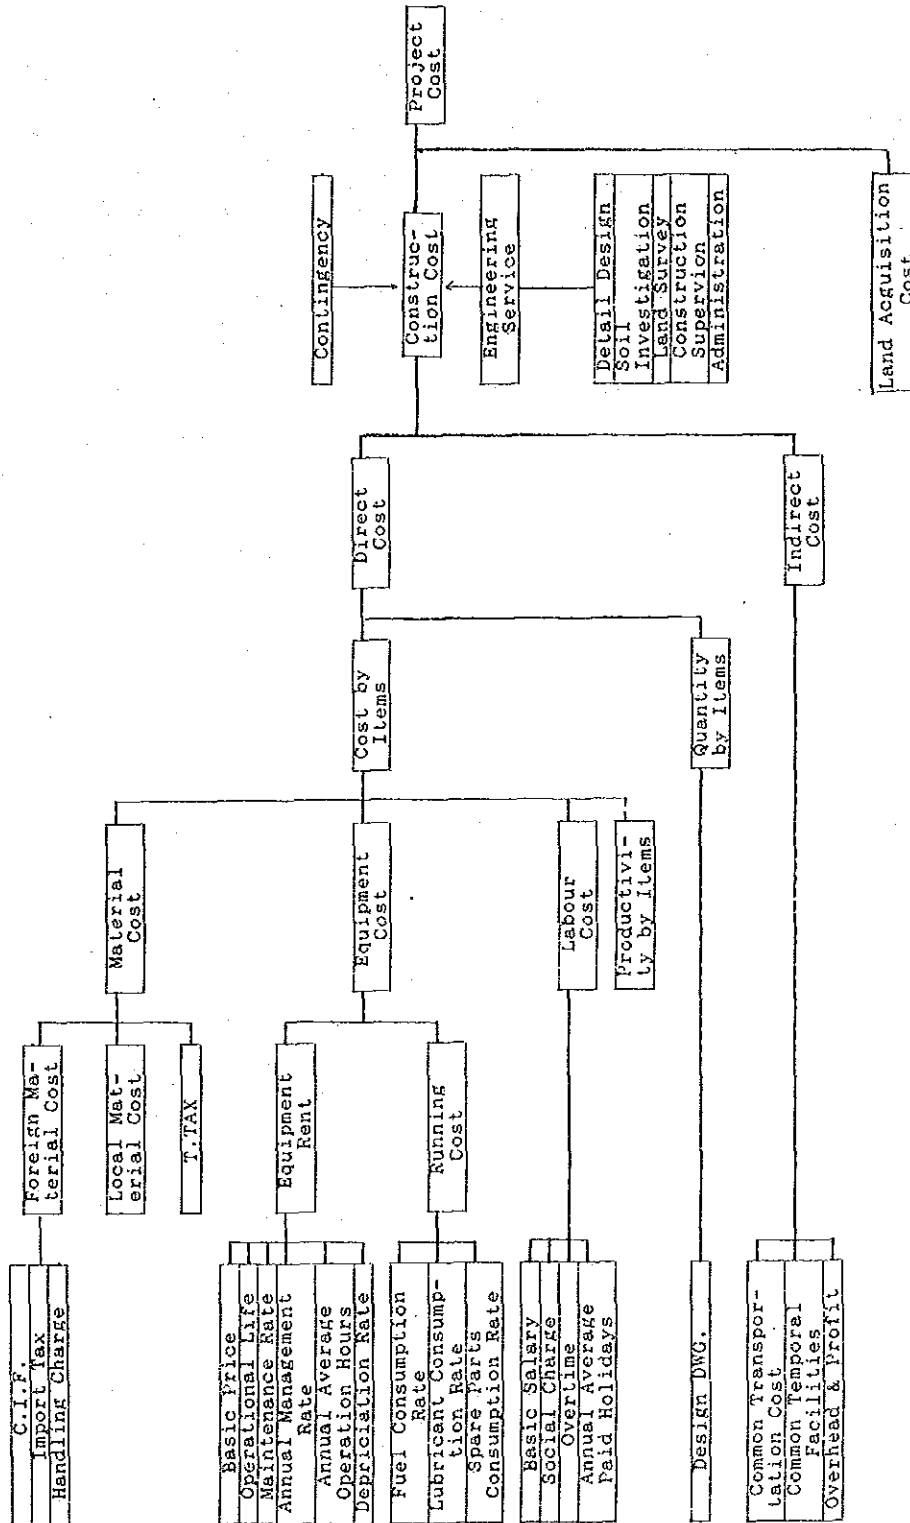 C.I.F.
Import Tax
Handling Charge
Foreign Ma-
terial Cost
Local Mat-
erial Cost
T.TAX
Material
Cost
Basic Price
Operational Life
Maintenance Rate
Annual Management
Rate
Annual Average
Operation Hours
Depriciation Rate
Equipment
Rent
Fuel Consumption
Rate
Lubricant Consump-
tion Rate
Spare Parts
Consumption Rate
Running
Cost
Equipment
Cost
Basic Salary
Social Charge
Overtime
Annual Average
Paid Holidays
Labour
Cost
Productivi-
ty by Items
Cost by
Items
Design DWG.
Quantity
by Items
Direct
Cost
Common Transpor-
tation Cost
Common Temporal
Facilities
Overhead & Profit
Indirect
Cost
Contingency
Construc-
tion Cost
Engineering
Service
Detail Design
Soil
Investigation
Land Survey
Construction
Supervion
Administration
Land Acguisition
Cost
Project
Cost